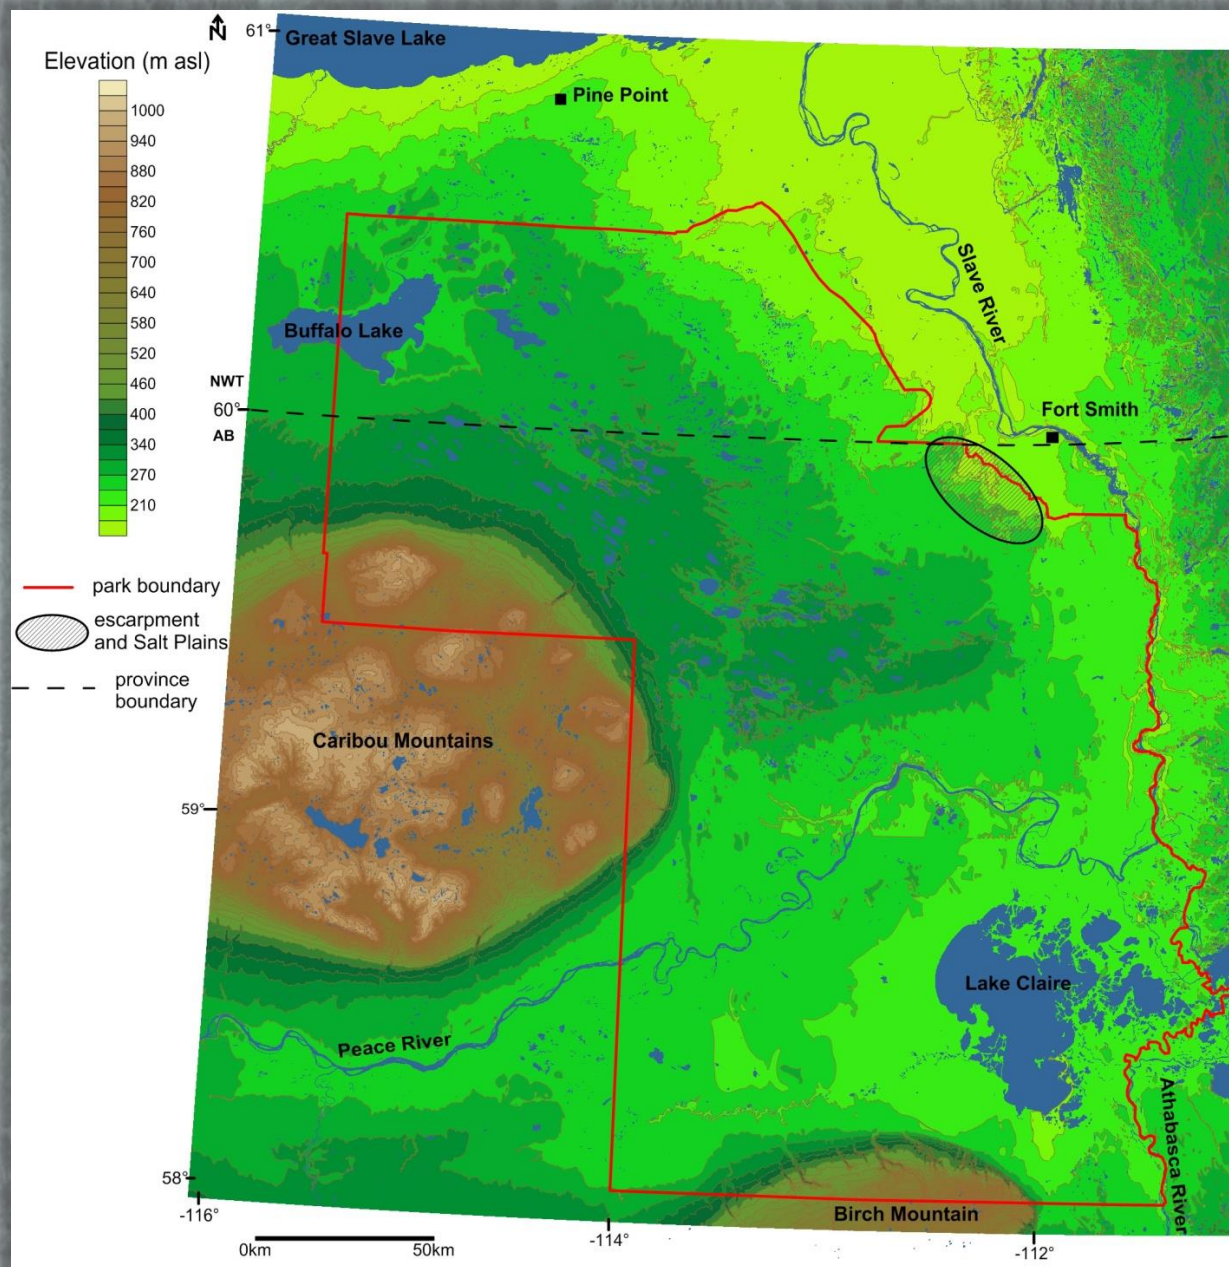 N
61°
Great Slave Lake
Elevation (m asl)
Pine Point
1000
940
880
820
760
700
640
580
520
460
400
340
270
210
Slave River
Buffalo Lake
NWT
60°
AB
Fort Smith
park boundary
escarpment
and Salt Plains
province
boundary
Caribou Mountains
59°
Lake Claire
Peace River
Athabasca River
58°
Birch Mountain
-116°
-114°
-112°
0km
50km